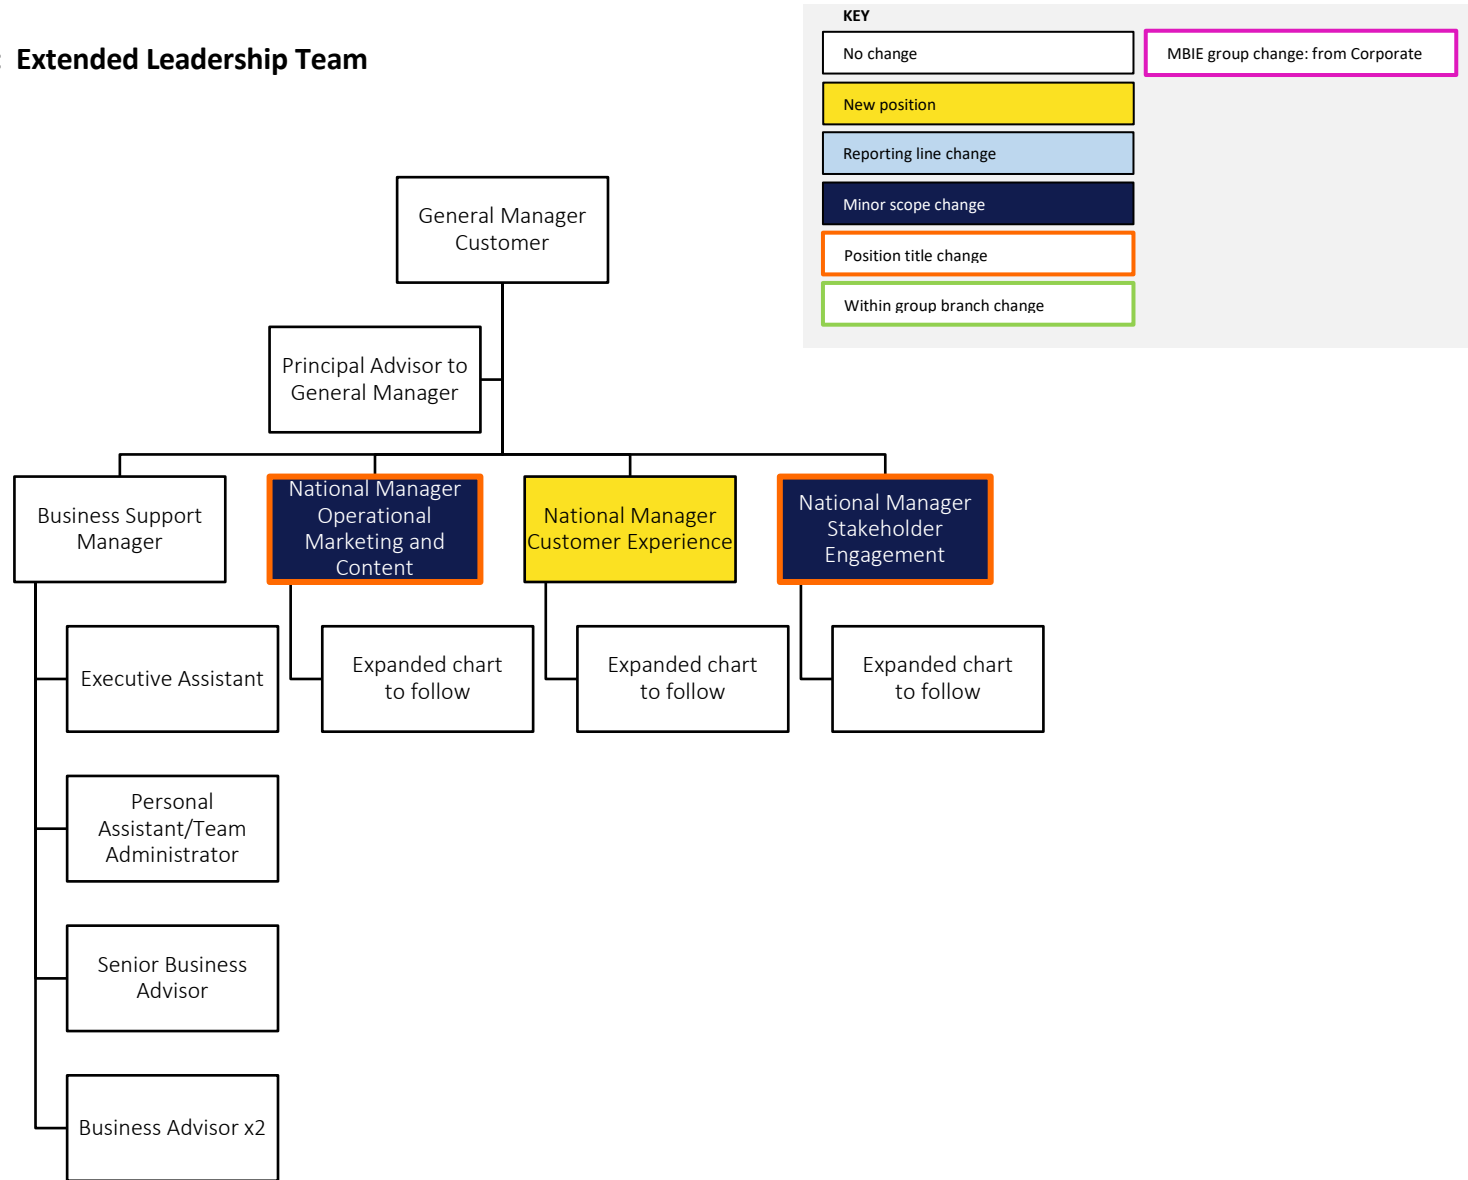 : Extended Leadership Team
KEY
No change
MBIE group change: from Corporate
New position
Reporting line change
Minor scope change
Position title change
Within group branch change
General Manager
Customer
Principal Advisor to
General Manager
Business Support
Manager
National Manager
Operational
Marketing and
Content
National Manager
Customer Experience
National Manager
Stakeholder
Engagement
Executive Assistant
Expanded chart
to follow
Expanded chart
to follow
Expanded chart
to follow
Personal
Assistant/Team
Administrator
Senior Business
Advisor
Business Advisor x2